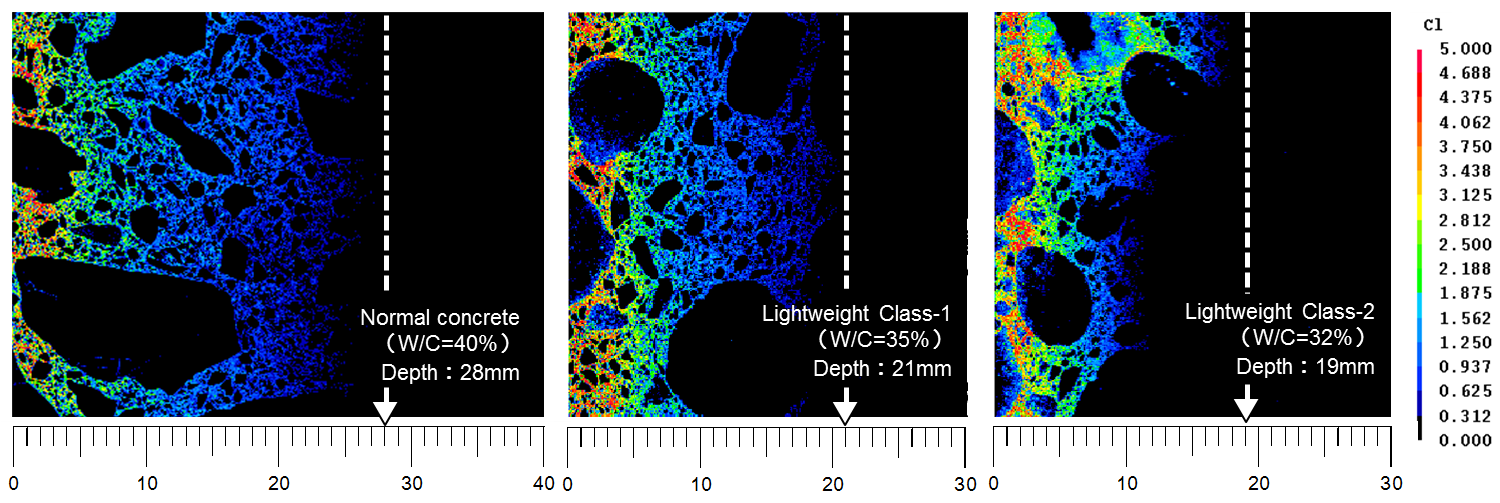 Normal concrete
(W/C=40%)
Depth:28mm
0 10 20 30 40
Lightweight Class-1
(W/C=35%)
Depth:21mm
0 10 20 30
Lightweight Class-2
(W/C=32%)
Depth:19mm
0 10 20 30
Cl
5.000
4.688
4.375
4.062
3.750
3.438
3.125
2.812
2.500
2.188
1.875
1.562
1.250
0.937
0.625
0.312
0.000